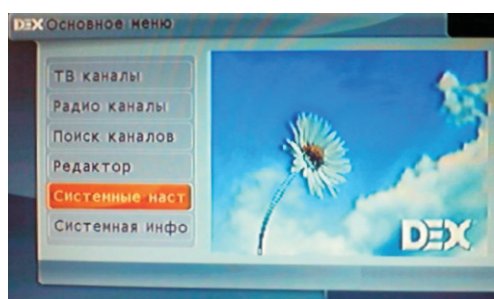 DEX Основное меню
ТВ каналы
Радио каналы
Поиск каналов
Редактор
Системные наст
Системная инфо
DEX